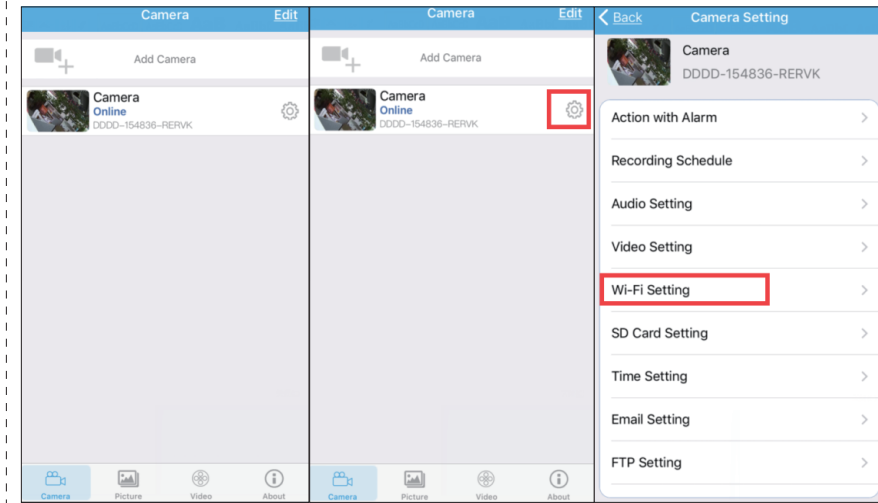 Camera
Edit
Add Camera
Camera
Online
DDDD-154836-RERVK
Camera
Picture
Video
About
Camera
Edit
Add Camera
Camera
Online
DDDD-154836-RERVK
Camera
Picture
Video
About
Back
Camera Setting
Camera
DDDD-154836-RERVK
Action with Alarm
Recording Schedule
Audio Setting
Video Setting
Wi-Fi Setting
SD Card Setting
Time Setting
Email Setting
FTP Setting